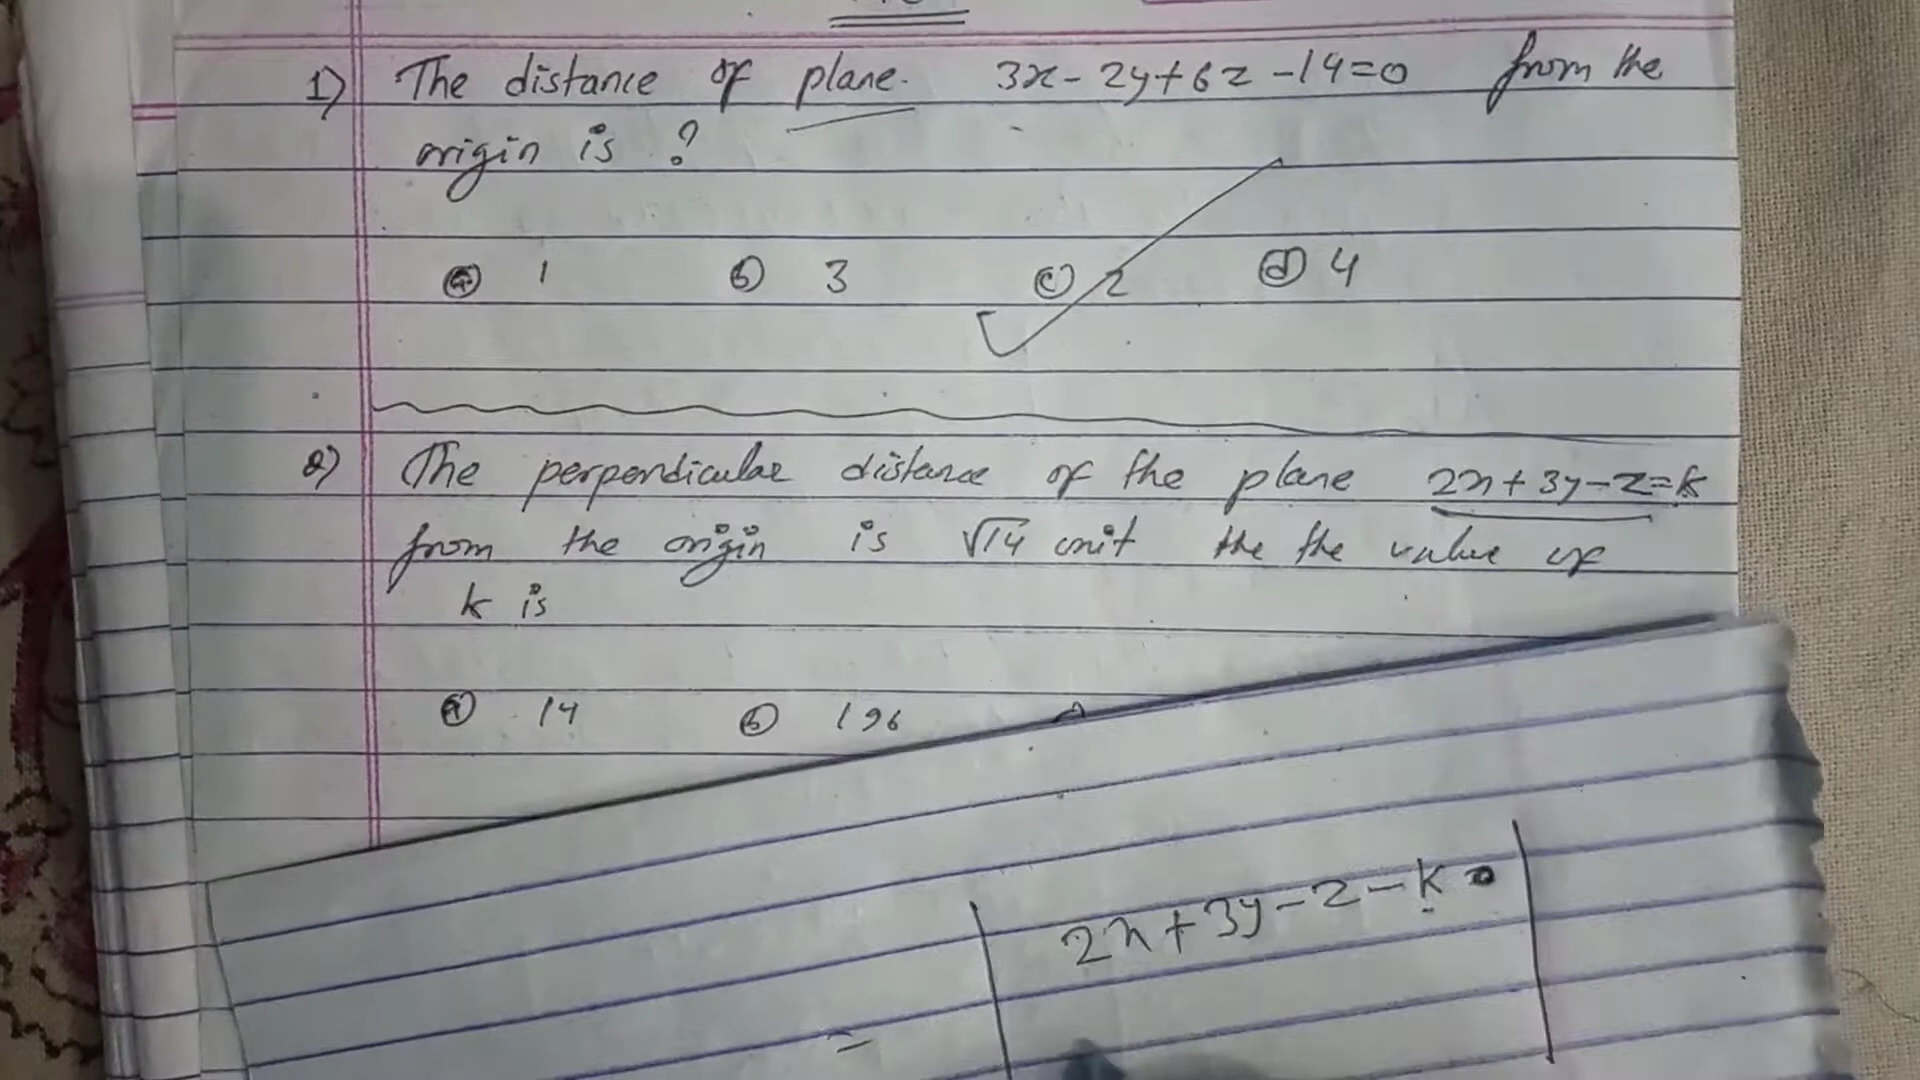 1) The distance of plane. 3x-2y+6z-14=0 from the
origin is ?
(a) 1 (b) 3 (c) 2 (d) 4
2) The perpendicular distance of the plane 2x+3y-z=k
from the origin is √14 unit the the value of
k is
(a) 14 (b) 196
2x+3y-z-k
=